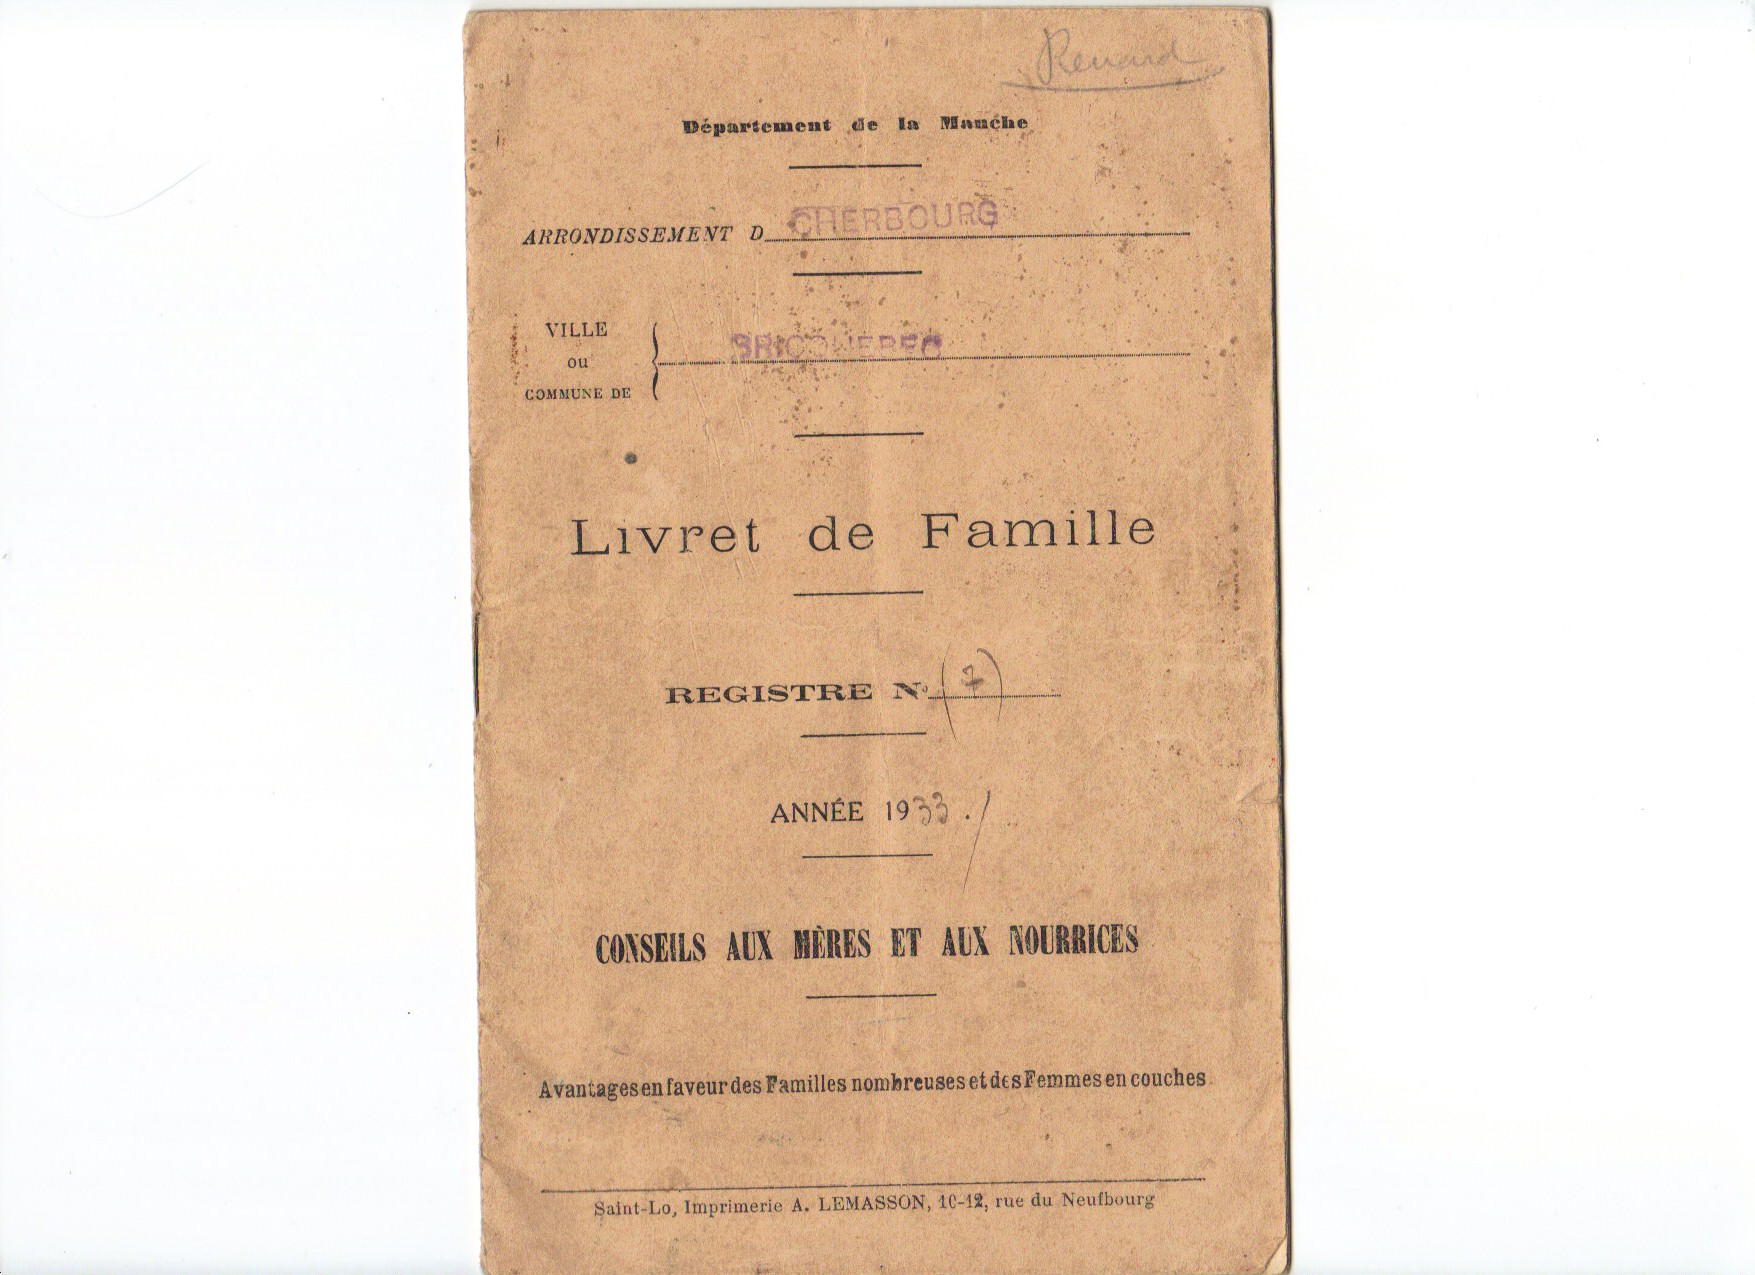 Renard
Département de la Manche
ARRONDISSEMENT D CHERBOURG
VILLE
ou
COMMUNE DE
BRICQUEBEC
Livret de Famille
REGISTRE N° (7)
ANNÉE 1933./
CONSEILS AUX MÈRES ET AUX NOURRICES
Avantages en faveur des Familles nombreuses et des Femmes en couches
Saint-Lo, Imprimerie A. LEMASSON, 10-12, rue du Neufbourg